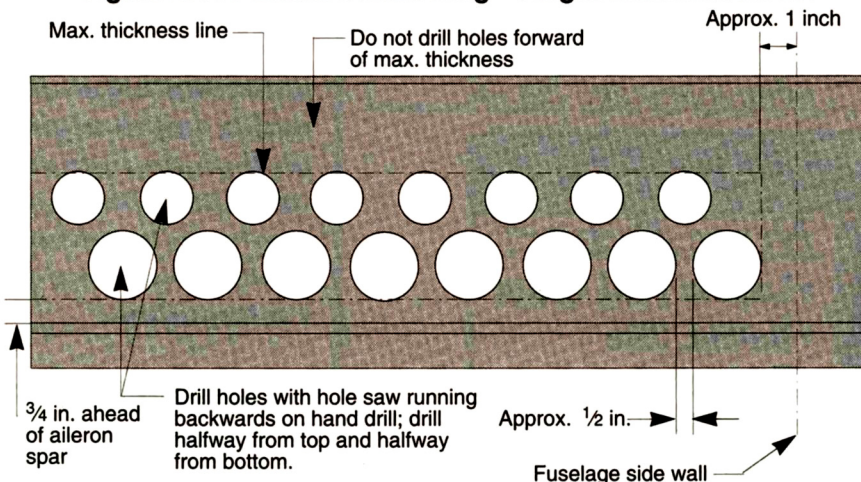 Approx. 1 inch
Max. thickness line
Do not drill holes forward
of max. thickness
3/4 in. ahead
of aileron
spar
Drill holes with hole saw running
backwards on hand drill; drill
halfway from top and halfway
from bottom.
Approx. 1/2 in.
Fuselage side wall